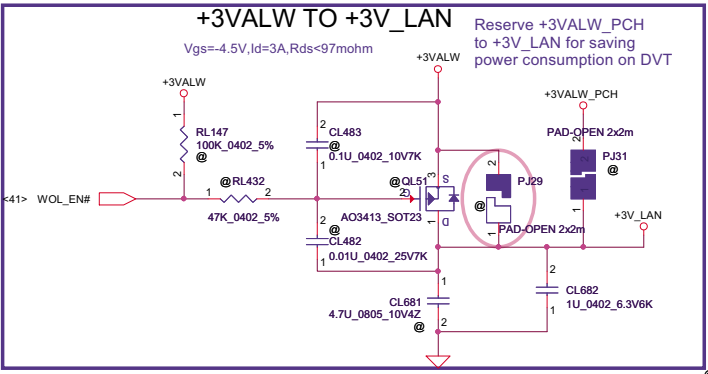 +3VALW TO +3V_LAN
Reserve +3VALW_PCH
to +3V_LAN for saving
power consumption on DVT
Vgs=-4.5V,Id=3A,Rds<97mohm
+3VALW
+3VALW
+3VALW_PCH
1
RL147
100K_0402_5%
@
2
2
CL483
@
0.1U_0402_10V7K
1
PAD-OPEN 2x2m
2
PJ31
@
1
<41> WOL_EN#
1
@RL432
2
47K_0402_5%
@QL51
G
3
S
AO3413_SOT23
1
D
2
PJ29
@
1
PAD-OPEN 2x2m
+3V_LAN
2
@
CL482
0.01U_0402_25V7K
1
1
CL681
4.7U_0805_10V4Z
@
2
2
CL682
1U_0402_6.3V6K
1